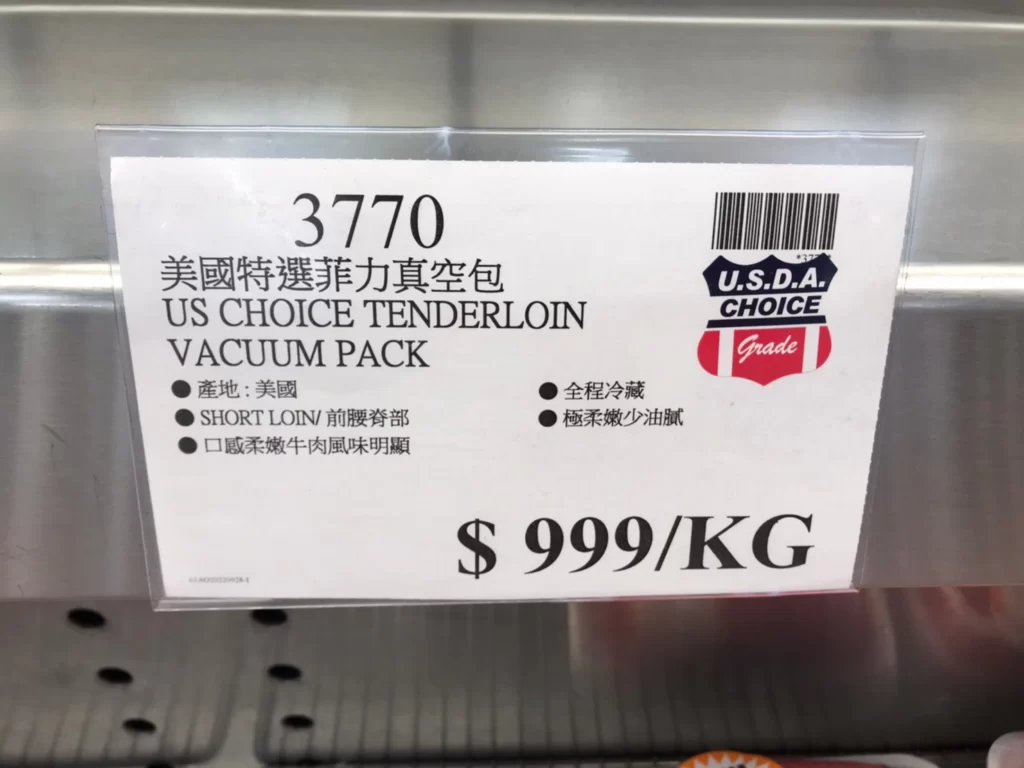 3770
美國特選菲力真空包
US CHOICE TENDERLOIN
VACUUM PACK
● 產地 : 美國
● SHORT LOIN/ 前腰脊部
● 口感柔嫩牛肉風味明顯
● 全程冷藏
● 極柔嫩少油膩
U.S.D.A.
CHOICE
Grade
$ 999/KG